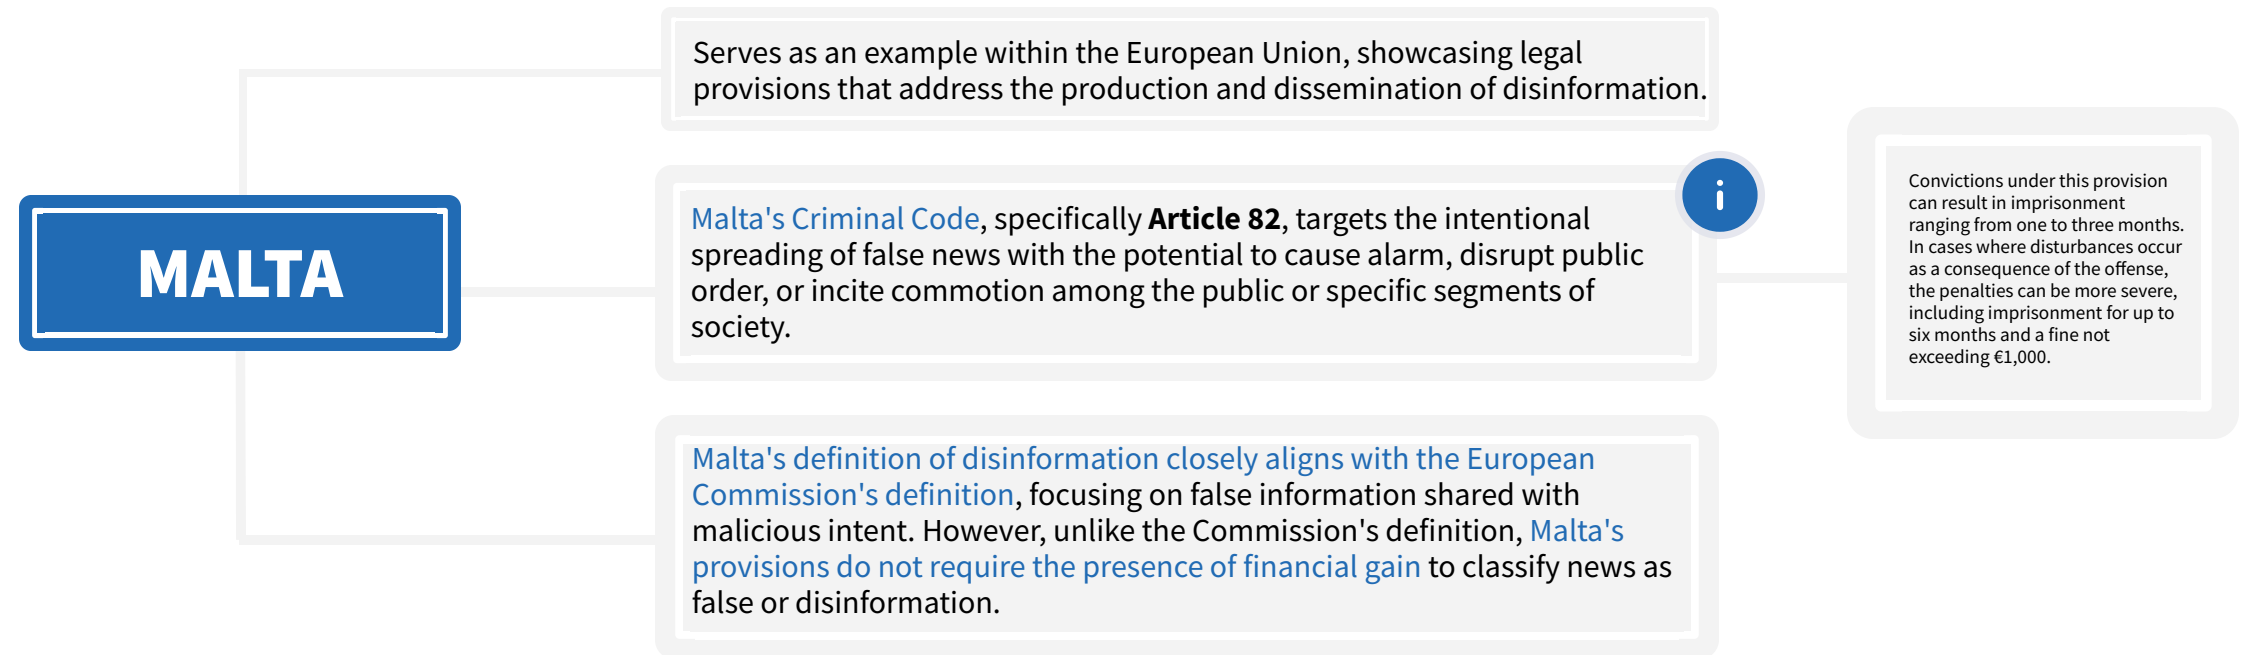 MALTA
Serves as an example within the European Union, showcasing legal
provisions that address the production and dissemination of disinformation.
Malta's Criminal Code, specifically Article 82, targets the intentional
spreading of false news with the potential to cause alarm, disrupt public
order, or incite commotion among the public or specific segments of
society.
i
Convictions under this provision
can result in imprisonment
ranging from one to three months.
In cases where disturbances occur
as a consequence of the offense,
the penalties can be more severe,
including imprisonment for up to
six months and a fine not
exceeding €1,000.
Malta's definition of disinformation closely aligns with the European
Commission's definition, focusing on false information shared with
malicious intent. However, unlike the Commission's definition, Malta's
provisions do not require the presence of financial gain to classify news as
false or disinformation.